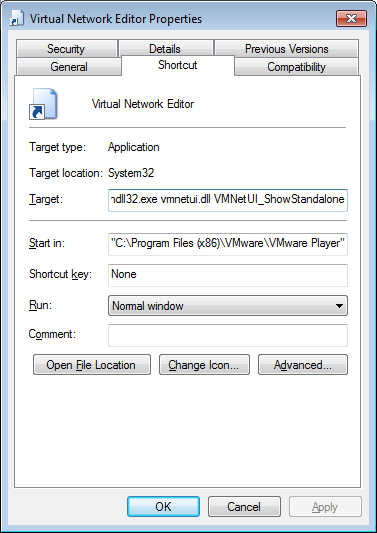 Virtual Network Editor Properties
Security Details Previous Versions
General Shortcut Compatibility
Virtual Network Editor
Target type: Application
Target location: System32
Target: ndll32.exe vmnetui.dll VMNetUI_ShowStandalone
Start in: "C:\Program Files (x86)\VMware\VMware Player"
Shortcut key: None
Run: Normal window
Comment:
Open File Location Change Icon... Advanced...
OK Cancel Apply